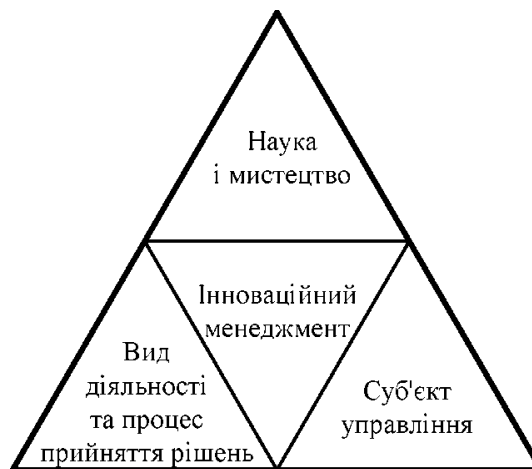 Наука
і мистецтво
Інноваційний
менеджмент
Вид
діяльності
та процес
прийняття рішень
Суб'єкт
управління